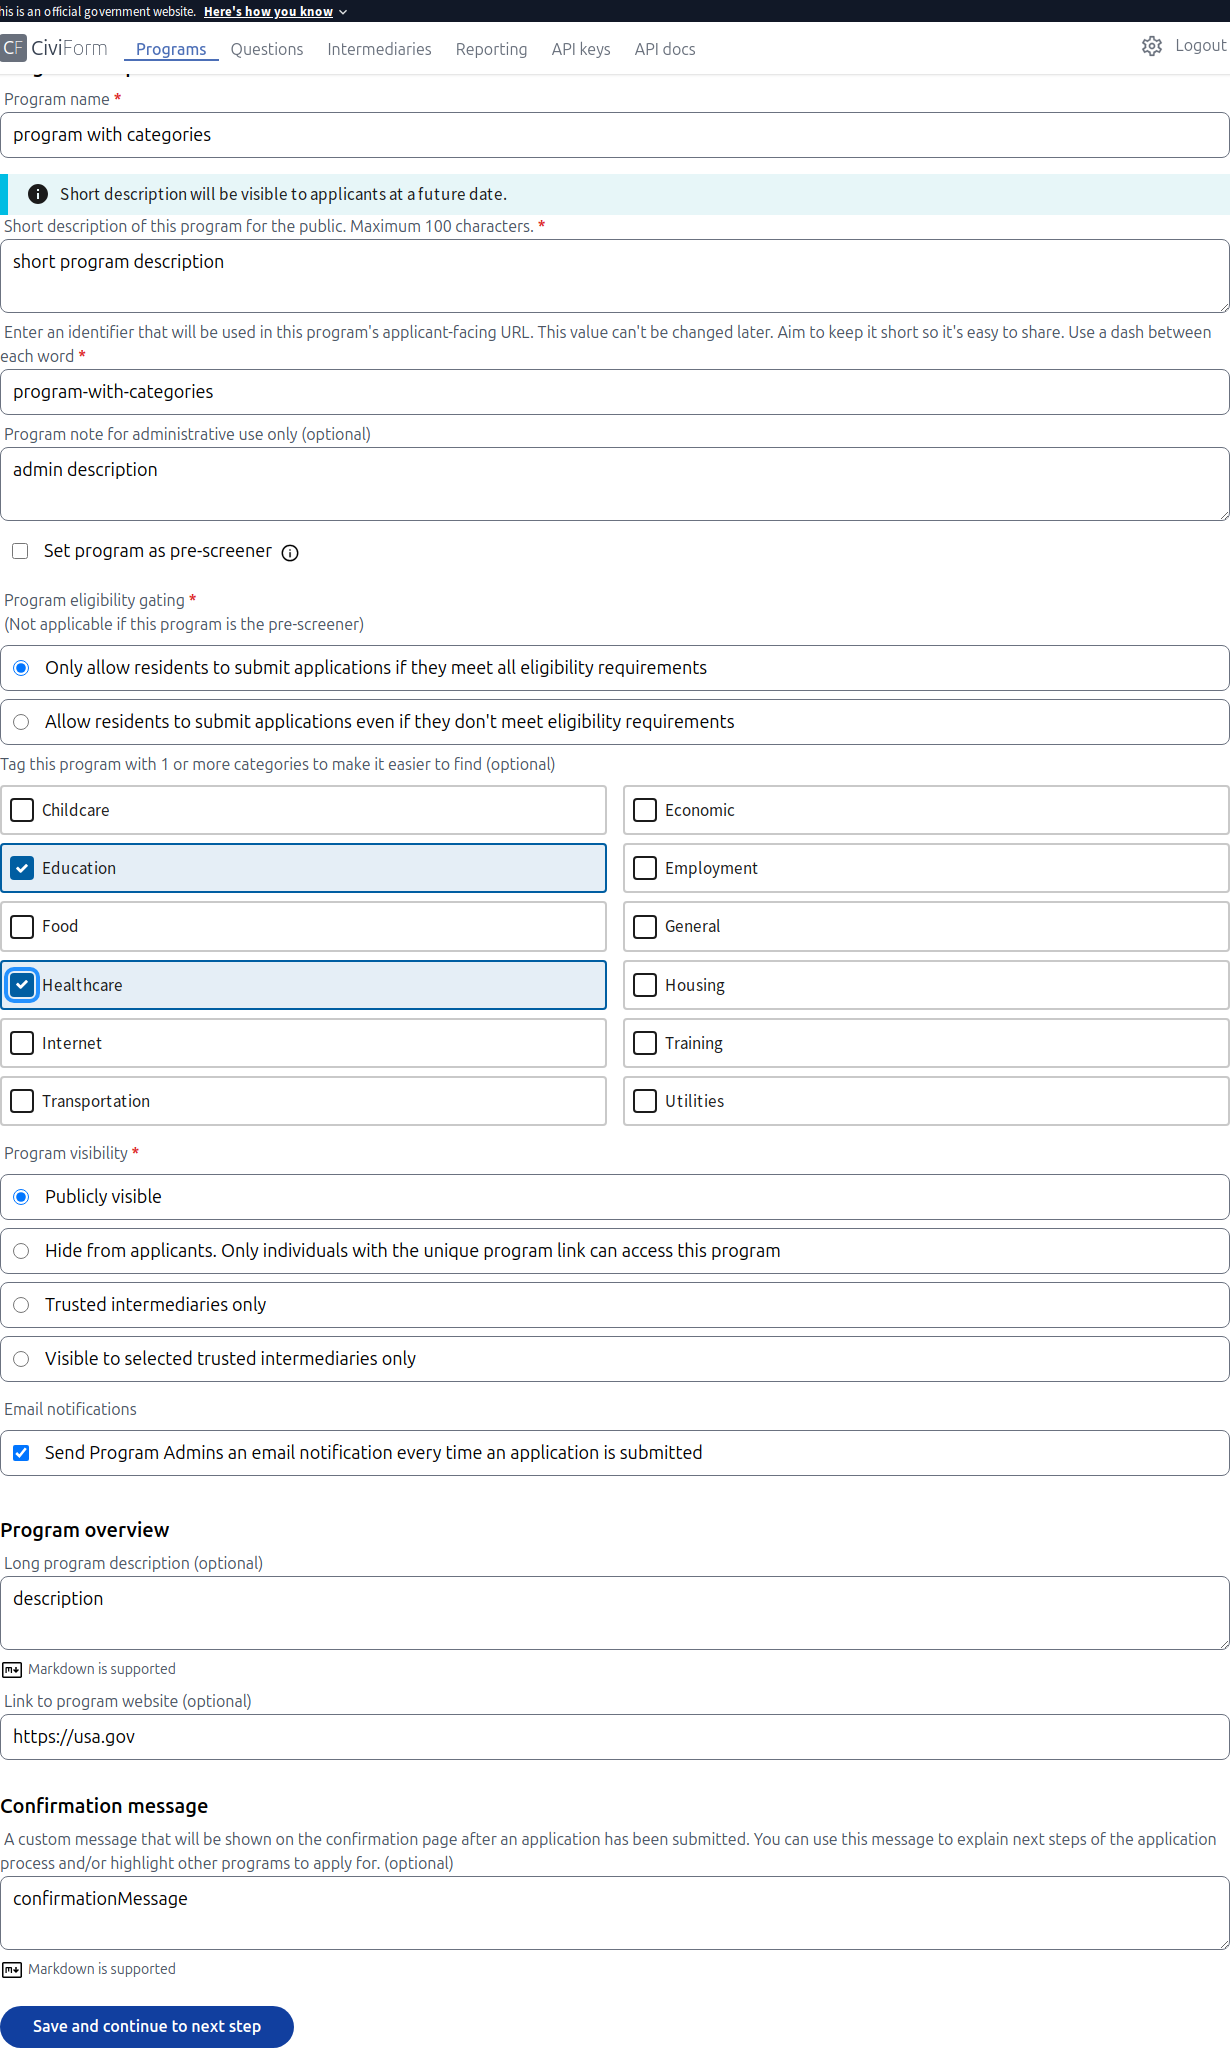 his is an official government website. Here's how you know
CF CiviForm Programs Questions Intermediaries Reporting API keys API docs Logout
Program name *
program with categories
Short description will be visible to applicants at a future date.
Short description of this program for the public. Maximum 100 characters. *
short program description
Enter an identifier that will be used in this program's applicant-facing URL. This value can't be changed later. Aim to keep it short so it's easy to share. Use a dash between
each word *
program-with-categories
Program note for administrative use only (optional)
admin description
Set program as pre-screener
Program eligibility gating *
(Not applicable if this program is the pre-screener)
Only allow residents to submit applications if they meet all eligibility requirements
Allow residents to submit applications even if they don't meet eligibility requirements
Tag this program with 1 or more categories to make it easier to find (optional)
Childcare Economic
Education Employment
Food General
Healthcare Housing
Internet Training
Transportation Utilities
Program visibility *
Publicly visible
Hide from applicants. Only individuals with the unique program link can access this program
Trusted intermediaries only
Visible to selected trusted intermediaries only
Email notifications
Send Program Admins an email notification every time an application is submitted
Program overview
Long program description (optional)
description
Markdown is supported
Link to program website (optional)
https://usa.gov
Confirmation message
A custom message that will be shown on the confirmation page after an application has been submitted. You can use this message to explain next steps of the application
process and/or highlight other programs to apply for. (optional)
confirmationMessage
Markdown is supported
Save and continue to next step